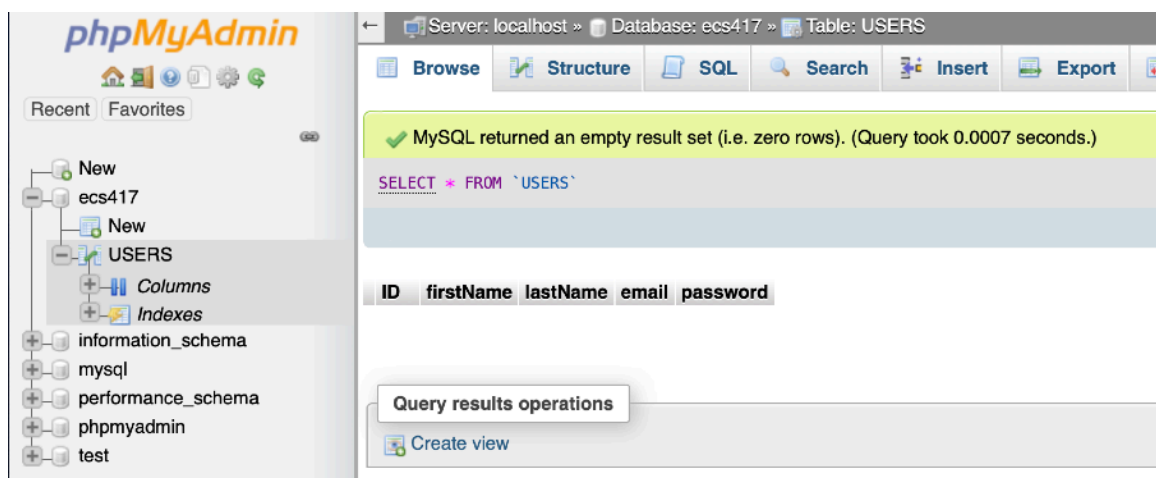 phpMyAdmin
Recent Favorites
New
ecs417
New
USERS
Columns
Indexes
information_schema
mysql
performance_schema
phpmyadmin
test
Server: localhost » Database: ecs417 » Table: USERS
Browse Structure SQL Search Insert Export
MySQL returned an empty result set (i.e. zero rows). (Query took 0.0007 seconds.)
SELECT * FROM `USERS`
ID firstName lastName email password
Query results operations
Create view